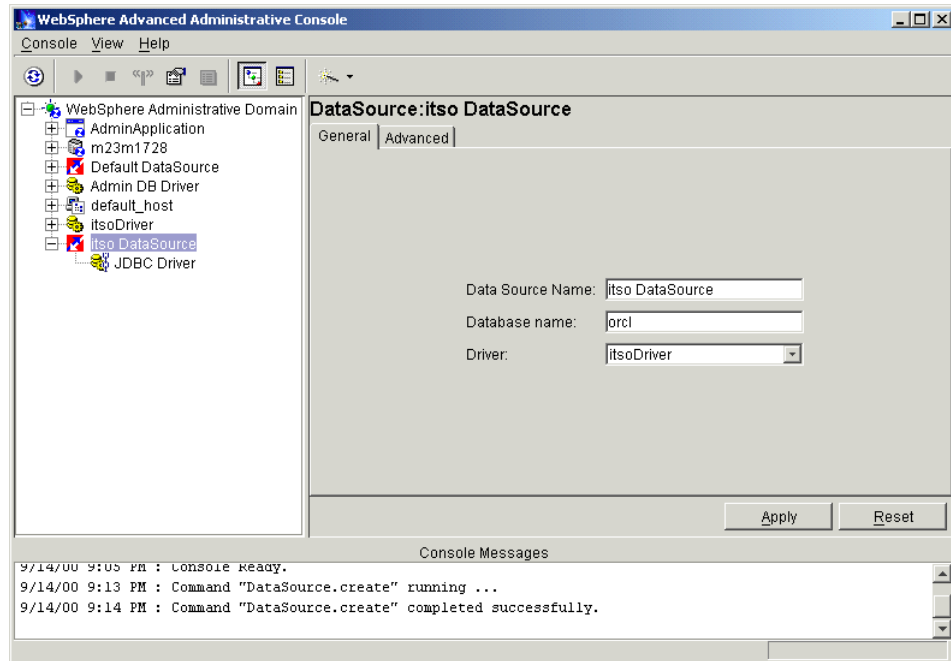 WebSphere Advanced Administrative Console
Console View Help
WebSphere Administrative Domain
AdminApplication
m23m1728
Default DataSource
Admin DB Driver
default_host
itsoDriver
itso DataSource
JDBC Driver
DataSource:itso DataSource
General Advanced
Data Source Name: itso DataSource
Database name: orcl
Driver: itsoDriver
Apply Reset
Console Messages
9/14/00 9:05 PM : Console Ready.
9/14/00 9:13 PM : Command "DataSource.create" running ...
9/14/00 9:14 PM : Command "DataSource.create" completed successfully.